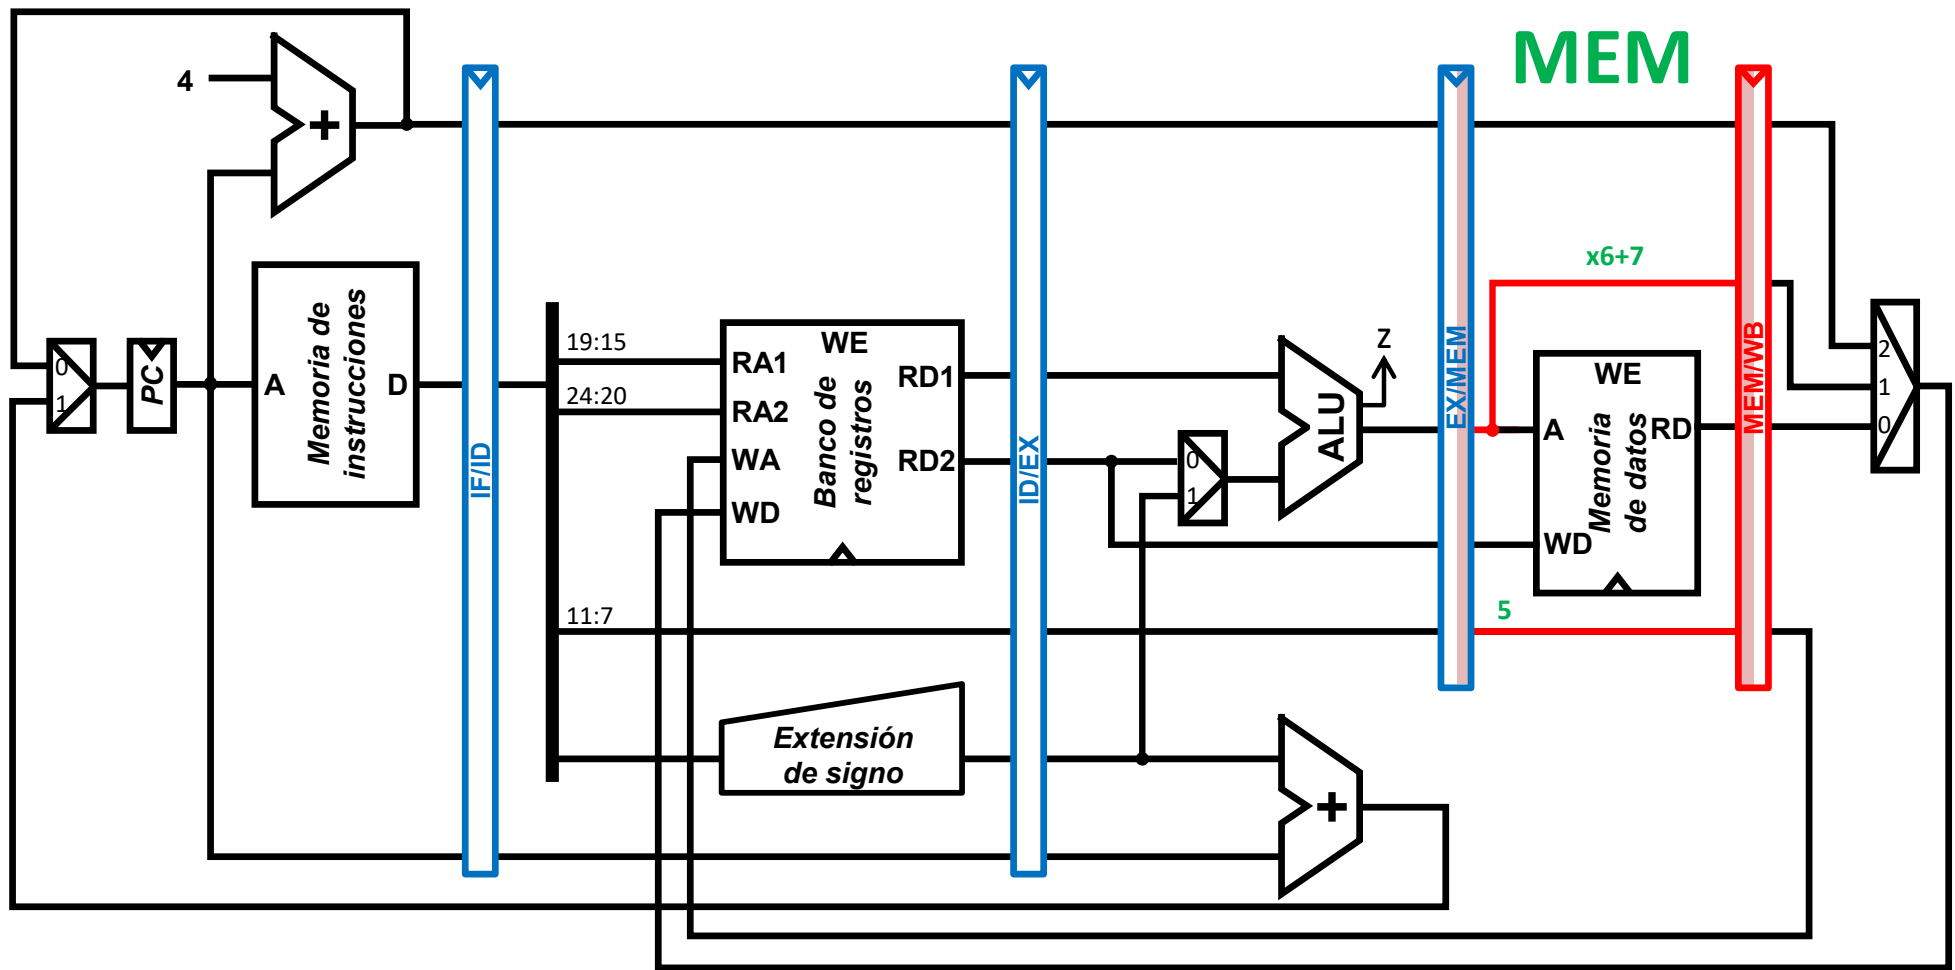 MEM
4
+
IF/ID
ID/EX
EX/MEM
MEM/WB
x6+7
0
1
PC
A
Memoria de
instrucciones
D
19:15
24:20
RA1
RA2
WA
WD
WE
Banco de
registros
RD1
RD2
0
1
ALU
Z
A
WE
Memoria
de datos
RD
WD
2
1
0
11:7
5
Extensión
de signo
+